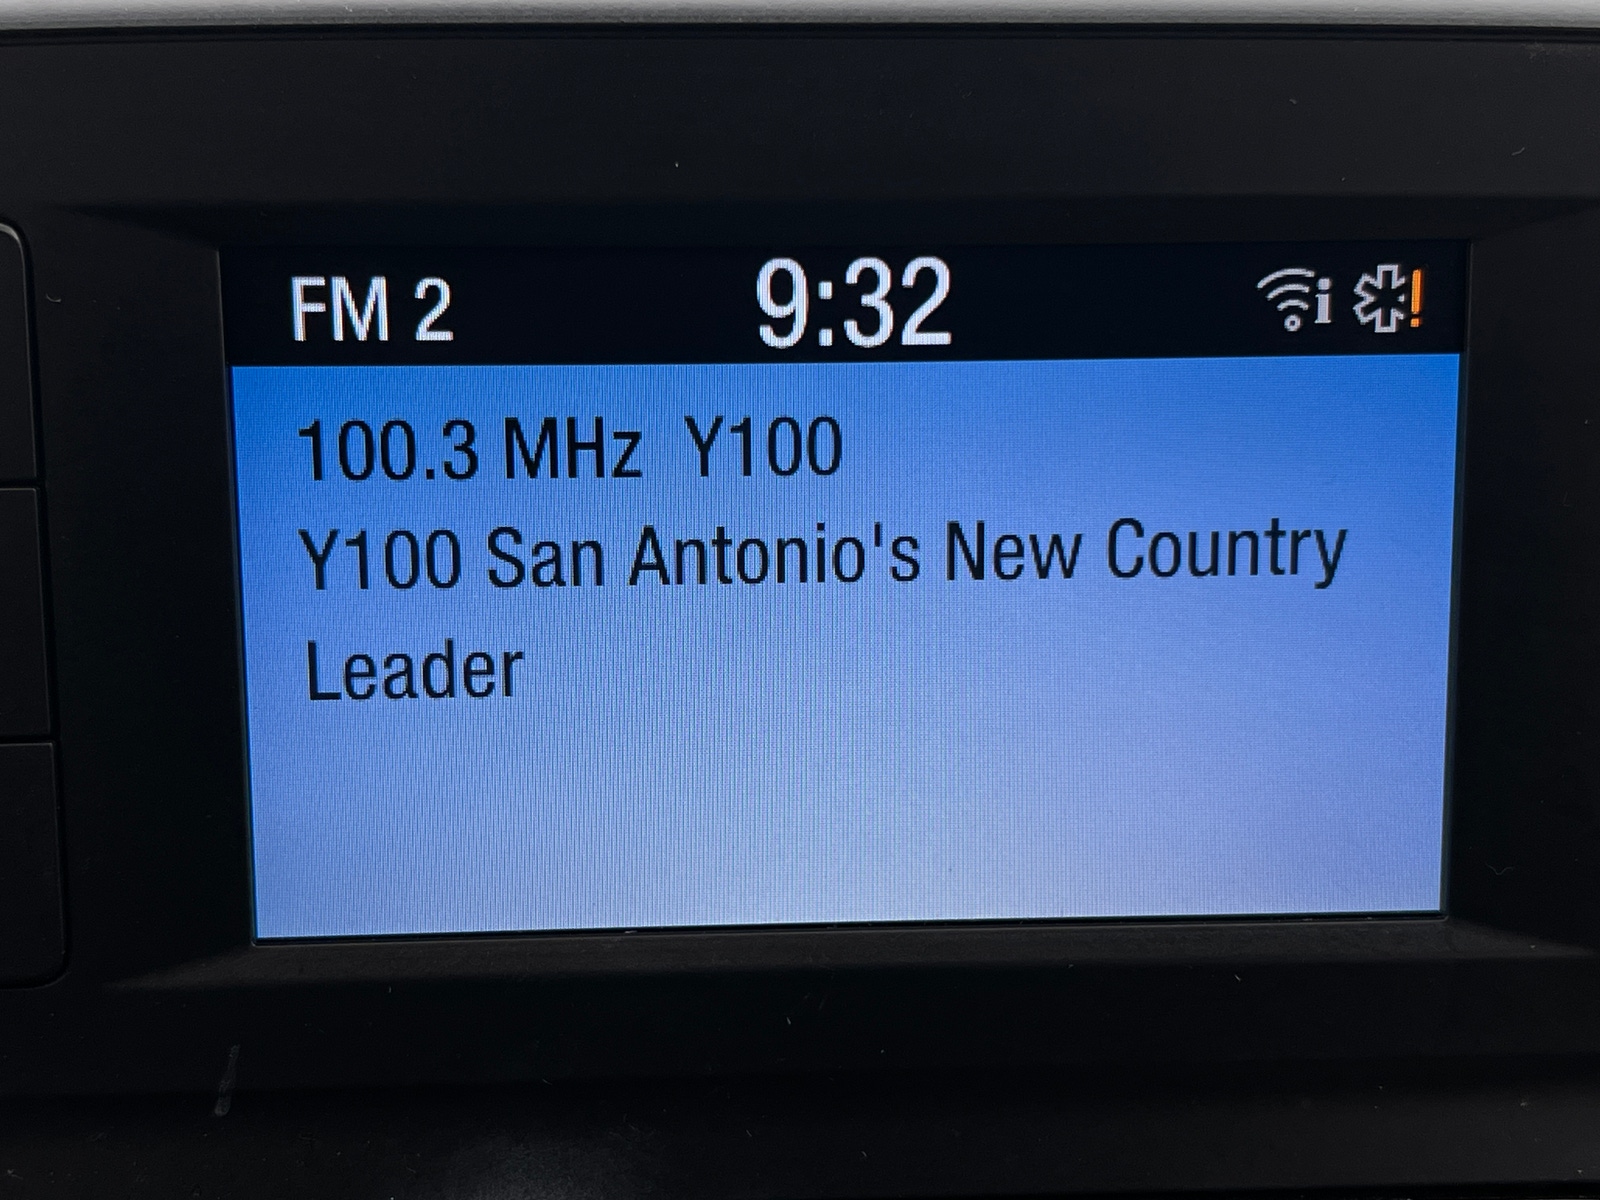 FM 2 9:32 i !
100.3 MHz Y100
Y100 San Antonio's New Country
Leader